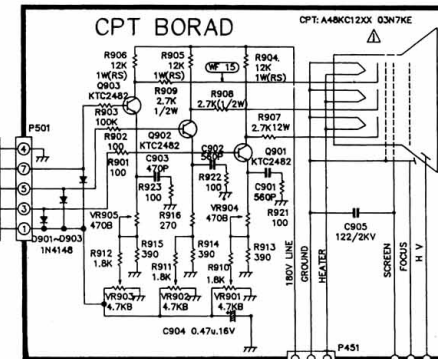 CPT BORAD
CPT: A48KC12XX 03N7KE
R906
12K
1W(RS)
R905
12K
1W(RS)
R904
12K
1W(RS)
WF 15
Q903
KTC2482
R909
2.7K
1/2W
R908
2.7K(1/2W)
R903
100K
R907
2.7K12W
P501
R902
100
Q902
KTC2482
C902
560P
Q901
KTC2482
R901
100
C903
470P
R923
100
R922
100
C901
560P
R921
100
4
7
5
3
1
VR905
470B
R916
270
VR904
470B
D901~D903
1N4148
R915
390
R914
390
R913
390
R912
1.8K
R911
1.8K
R910
1.8K
VR903
4.7KB
VR902
4.7KB
VR901
4.7KB
C904 0.47u.16V
C905
122/2KV
180V LINE
GROUND
HEATER
SCREEN
FOCUS
H V
P451